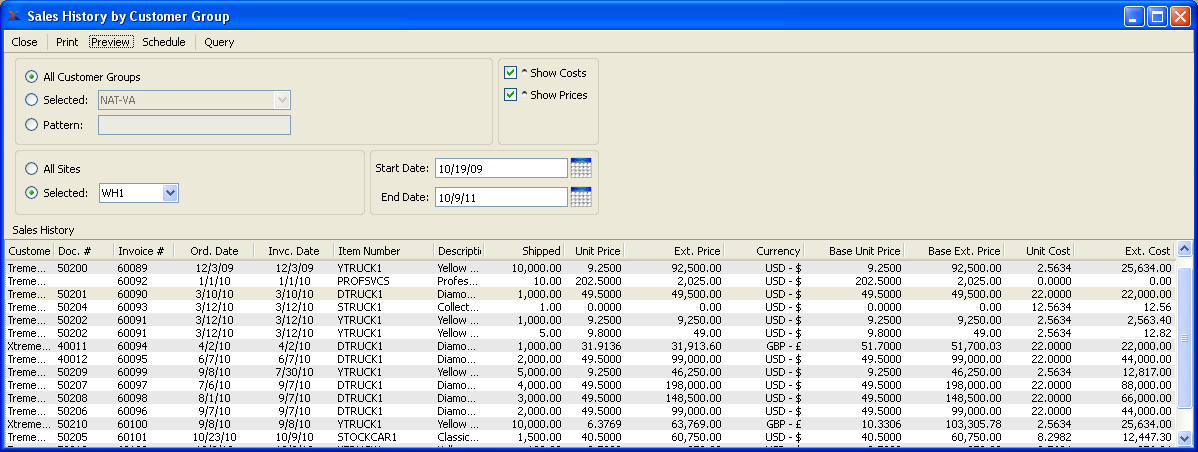 Sales History by Customer Group
Close Print Preview Schedule Query
All Customer Groups
Selected: NAT-VA
Pattern:
^ Show Costs
^ Show Prices
All Sites
Selected: WH1
Start Date: 10/19/09
End Date: 10/9/11
Sales History
Custome Doc. # Invoice # Ord. Date Invc. Date Item Number Descripti Shipped Unit Price Ext. Price Currency Base Unit Price Base Ext. Price Unit Cost Ext. Cost
Treme... 50200 60089 12/3/09 12/3/09 YTRUCK1 Yellow ... 10,000.00 9.2500 92,500.00 USD - $ 9.2500 92,500.00 2.5634 25,634.00
Treme... 60092 1/1/10 1/1/10 PROFSVCS Profes... 10.00 202.5000 2,025.00 USD - $ 202.5000 2,025.00 0.0000 0.00
Treme... 50201 60090 3/10/10 3/10/10 DTRUCK1 Diamo... 1,000.00 49.5000 49,500.00 USD - $ 49.5000 49,500.00 22.0000 22,000.00
Treme... 50204 60093 3/12/10 3/12/10 STRUCK1 Collect... 1.00 0.0000 0.00 USD - $ 0.0000 0.00 12.5634 12.56
Treme... 50202 60091 3/12/10 3/12/10 YTRUCK1 Yellow ... 1,000.00 9.2500 9,250.00 USD - $ 9.2500 9,250.00 2.5634 2,563.40
Treme... 50202 60091 3/12/10 3/12/10 YTRUCK1 Yellow ... 5.00 9.8000 49.00 USD - $ 9.8000 49.00 2.5634 12.82
Xtreme... 40011 60094 4/2/10 4/2/10 DTRUCK1 Diamo... 1,000.00 31.9136 31,913.60 GBP - £ 51.7000 51,700.03 22.0000 22,000.00
Treme... 40012 60095 6/7/10 6/7/10 DTRUCK1 Diamo... 2,000.00 49.5000 99,000.00 USD - $ 49.5000 99,000.00 22.0000 44,000.00
Treme... 50209 60099 9/8/10 7/30/10 YTRUCK1 Yellow ... 5,000.00 9.2500 46,250.00 USD - $ 9.2500 46,250.00 2.5634 12,817.00
Treme... 50207 60097 7/6/10 9/7/10 DTRUCK1 Diamo... 4,000.00 49.5000 198,000.00 USD - $ 49.5000 198,000.00 22.0000 88,000.00
Treme... 50208 60098 8/1/10 9/7/10 DTRUCK1 Diamo... 3,000.00 49.5000 148,500.00 USD - $ 49.5000 148,500.00 22.0000 66,000.00
Treme... 50206 60096 9/7/10 9/7/10 DTRUCK1 Diamo... 2,000.00 49.5000 99,000.00 USD - $ 49.5000 99,000.00 22.0000 44,000.00
Xtreme... 50210 60100 9/8/10 9/8/10 YTRUCK1 Yellow ... 10,000.00 6.3769 63,769.00 GBP - £ 10.3306 103,305.78 2.5634 25,634.00
Treme... 50205 60101 10/23/10 10/9/10 STOCKCAR1 Classic... 1,500.00 40.5000 60,750.00 USD - $ 40.5000 60,750.00 8.2982 12,447.30